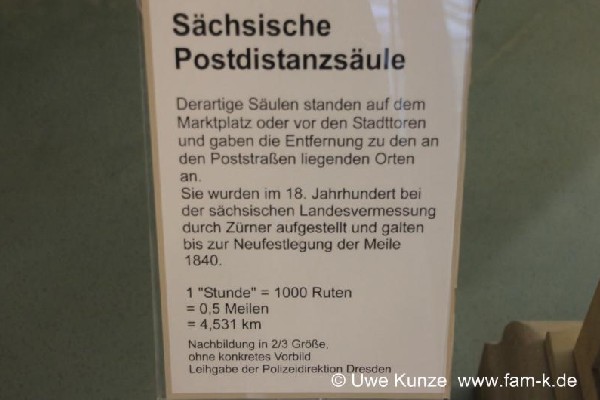 Sächsische
Postdistanzsäule
Derartige Säulen standen auf dem
Marktplatz oder vor den Stadttoren
und gaben die Entfernung zu den an
den Poststraßen liegenden Orten
an.
Sie wurden im 18. Jahrhundert bei
der sächsischen Landesvermessung
durch Zürner aufgestellt und galten
bis zur Neufestlegung der Meile
1840.
1 "Stunde" = 1000 Ruten
= 0,5 Meilen
= 4,531 km
Nachbildung in 2/3 Größe,
ohne konkretes Vorbild
Leihgabe der Polizeidirektion Dresden
© Uwe Kunze www.fam-k.de